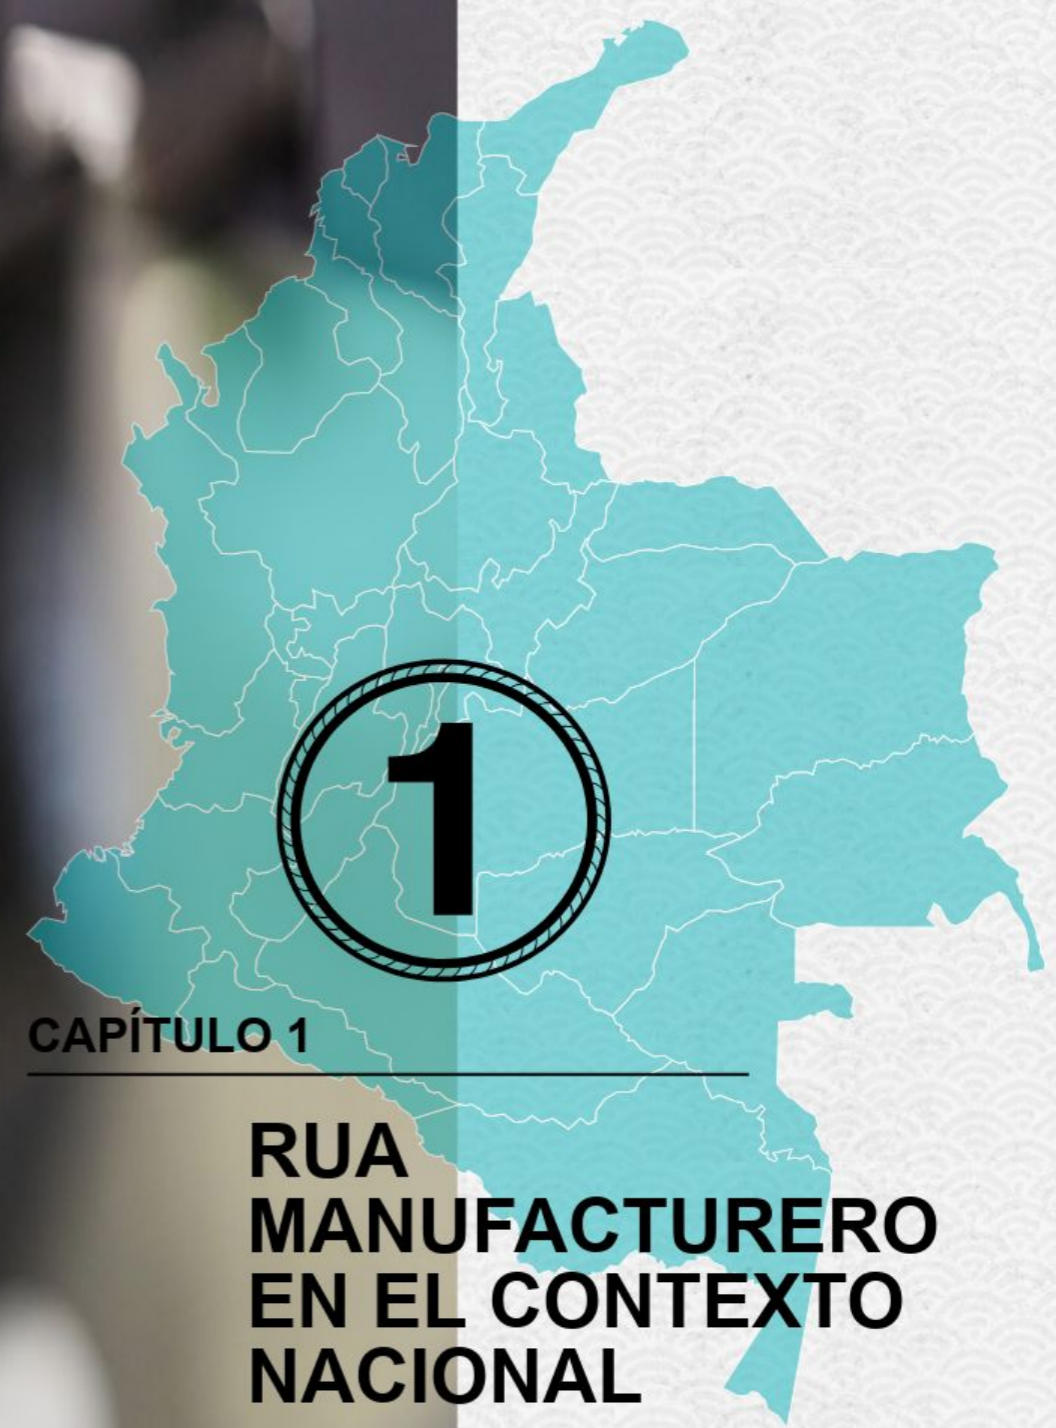 1
CAPÍTULO 1
RUA
MANUFACTURERO
EN EL CONTEXTO
NACIONAL